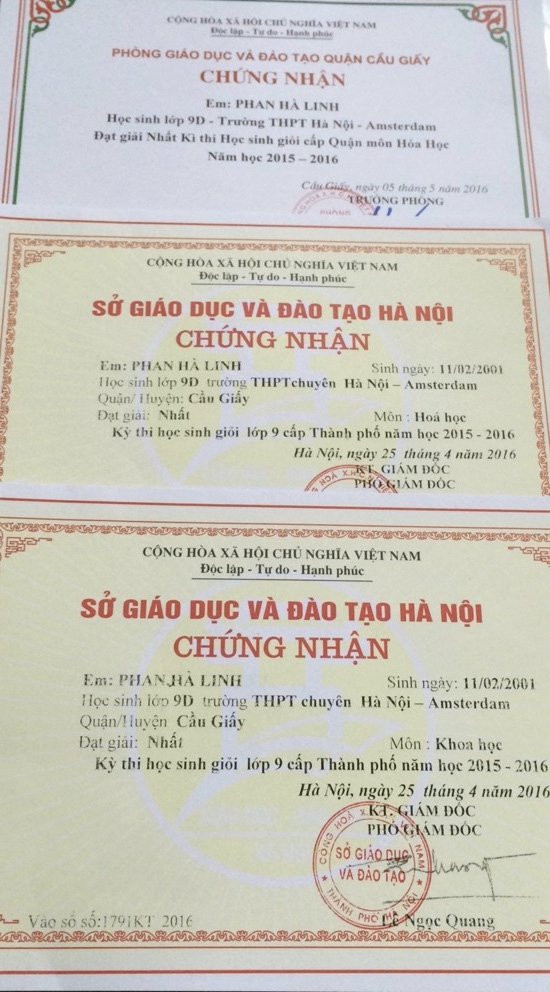 CỘNG HÒA XÃ HỘI CHỦ NGHĨA VIỆT NAM
Độc lập - Tự do - Hạnh phúc
PHÒNG GIÁO DỤC VÀ ĐÀO TẠO QUẬN CẦU GIẤY
CHỨNG NHẬN
Em: PHAN HÀ LINH
Học sinh lớp 9D - Trường THPT Hà Nội - Amsterdam
Đạt giải Nhất Kì thi Học sinh giỏi cấp Quận môn Hóa Học
Năm học 2015 – 2016
Cầu Giấy, ngày 05 tháng 5 năm 2016
TRƯỞNG PHÒNG
CỘNG HÒA XÃ HỘI CHỦ NGHĨA VIỆT NAM
Độc lập - Tự do - Hạnh phúc
SỞ GIÁO DỤC VÀ ĐÀO TẠO HÀ NỘI
CHỨNG NHẬN
Em: PHAN HÀ LINH Sinh ngày: 11/02/2001
Học sinh lớp 9D trường THPTchuyên Hà Nội – Amsterdam
Quận/ Huyện: Cầu Giấy
Đạt giải: Nhất Môn : Hoá học
Kỳ thi học sinh giỏi lớp 9 cấp Thành phố năm học 2015 - 2016
Hà Nội, ngày 25 tháng 4 năm 2016
KT. GIÁM ĐỐC
PHÓ GIÁM ĐỐC
CỘNG HÒA XÃ HỘI CHỦ NGHĨA VIỆT NAM
Độc lập - Tự do - Hạnh phúc
SỞ GIÁO DỤC VÀ ĐÀO TẠO HÀ NỘI
CHỨNG NHẬN
Em: PHAN HÀ LINH Sinh ngày: 11/02/2001
Học sinh lớp 9D trường THPT chuyên Hà Nội – Amsterdam
Quận/Huyện Cầu Giấy
Đạt giải: Nhất Môn : Khoa học
Kỳ thi học sinh giỏi lớp 9 cấp Thành phố năm học 2015 - 2016
Hà Nội, ngày 25 tháng 4 năm 2016
KT. GIÁM ĐỐC
PHÓ GIÁM ĐỐC
SỞ GIÁO DỤC
VÀ ĐÀO TẠO
THÀNH PHỐ HÀ NỘI
Vào sổ số:1791KT 2016
Lê Ngọc Quang